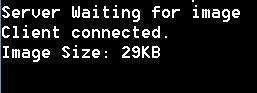 Server Waiting for image
Client connected.
Image Size: 29KB